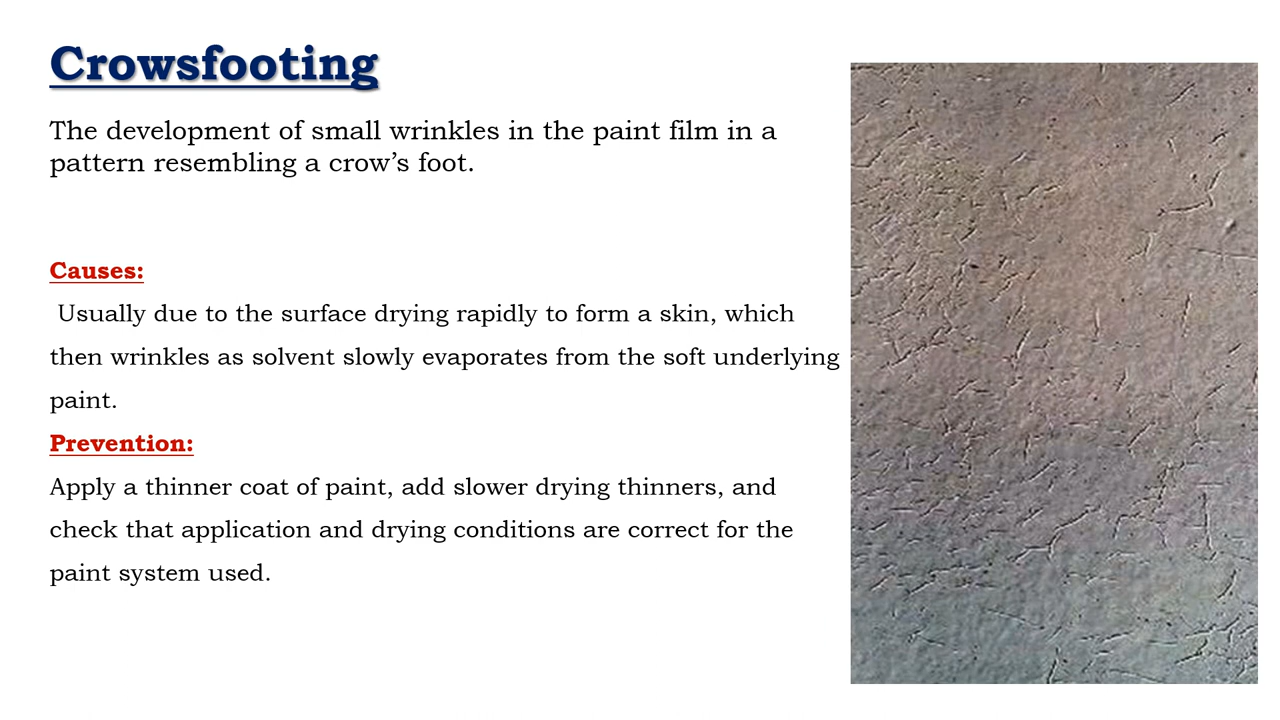 Crowsfooting
The development of small wrinkles in the paint film in a
pattern resembling a crow’s foot.
Causes:
Usually due to the surface drying rapidly to form a skin, which
then wrinkles as solvent slowly evaporates from the soft underlying
paint.
Prevention:
Apply a thinner coat of paint, add slower drying thinners, and
check that application and drying conditions are correct for the
paint system used.